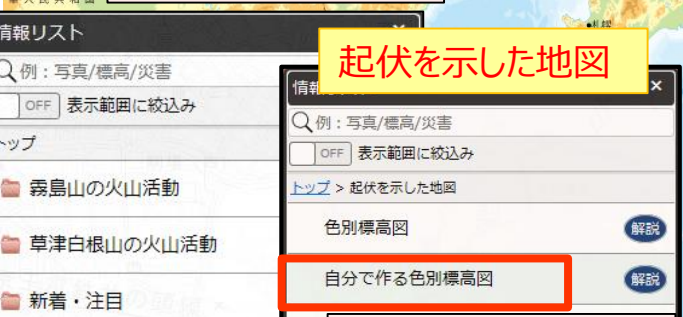 情報リスト
例：写真/標高/災害
OFF 表示範囲に絞込み
トップ
霧島山の火山活動
草津白根山の火山活動
新着・注目
起伏を示した地図
×
例：写真/標高/災害
OFF 表示範囲に絞込み
トップ > 起伏を示した地図
色別標高図 解説
自分で作る色別標高図 解説